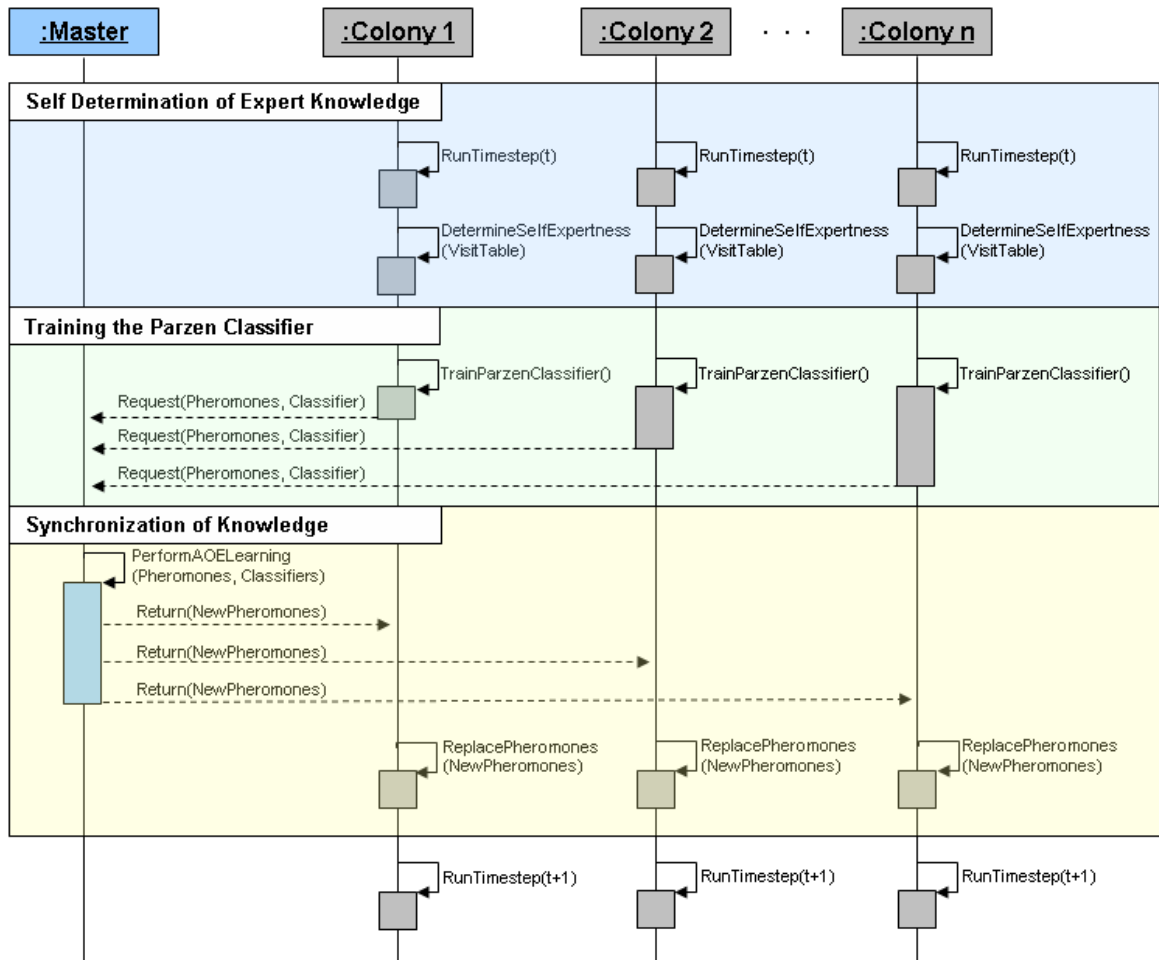 :Master
:Colony 1
:Colony 2
. . .
:Colony n
Self Determination of Expert Knowledge
RunTimestep(t)
RunTimestep(t)
RunTimestep(t)
DetermineSelfExpertness
(VisitTable)
DetermineSelfExpertness
(VisitTable)
DetermineSelfExpertness
(VisitTable)
Training the Parzen Classifier
TrainParzenClassifier()
TrainParzenClassifier()
TrainParzenClassifier()
Request(Pheromones, Classifier)
Request(Pheromones, Classifier)
Request(Pheromones, Classifier)
Synchronization of Knowledge
PerformAOELearning
(Pheromones, Classifiers)
Return(NewPheromones)
Return(NewPheromones)
Return(NewPheromones)
ReplacePheromones
(NewPheromones)
ReplacePheromones
(NewPheromones)
ReplacePheromones
(NewPheromones)
RunTimestep(t+1)
RunTimestep(t+1)
RunTimestep(t+1)